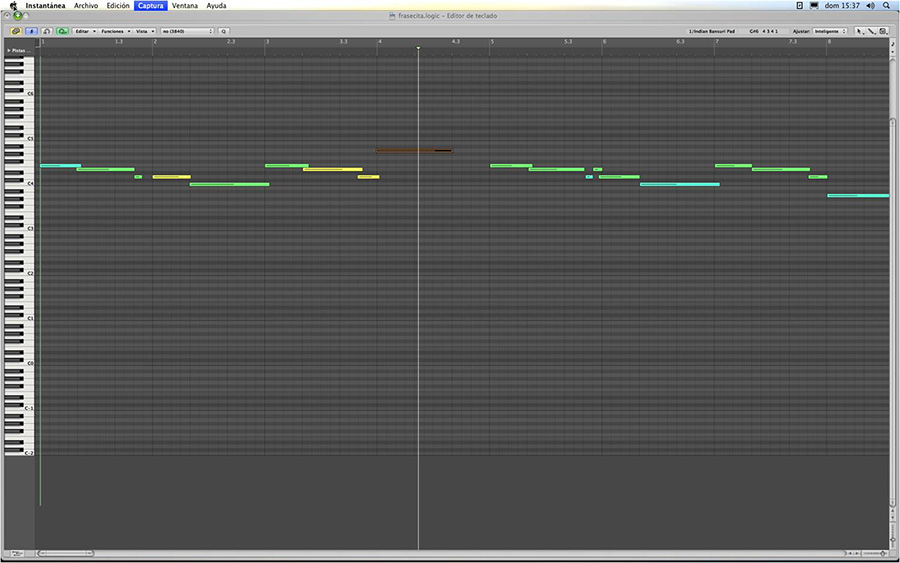 Instantánea Archivo Edición Captura Ventana Ayuda dom 15:37
frasecita.logic – Editor de teclado
Editar Funciones Vista no (3840) 1/Indian Bansuri Pad G#6 4 3 4 1 Ajustar: Inteligente
Pistas ...
1 1.3 2 2.3 3 3.3 4 4.3 5 5.3 6 6.3 7 7.3 8
C6
C5
C4
C3
C2
C1
C0
C-1
C-2